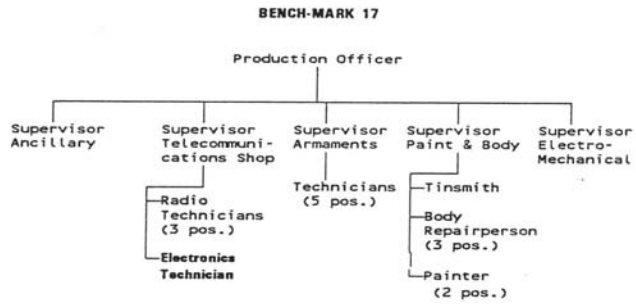 BENCH-MARK 17
Production Officer
Supervisor
Ancillary
Supervisor
Telecommuni-
cations Shop
Supervisor
Armaments
Supervisor
Paint & Body
Supervisor
Electro-
Mechanical
Radio
Technicians
(3 pos.)
Electronics
Technician
Technicians
(5 pos.)
Tinsmith
Body
Repairperson
(3 pos.)
Painter
(2 pos.)